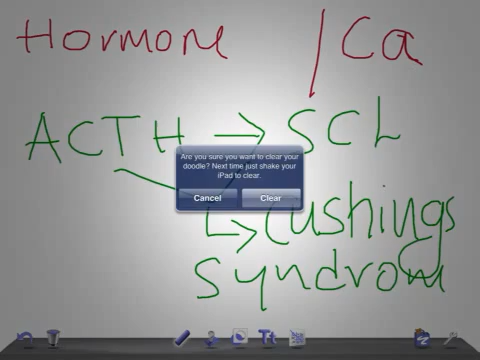 Hormone / Ca
ACTH → SCL
Are you sure you want to clear your
doodle? Next time just shake your
iPad to clear.
Cancel Clear
↳ Cushings
syndrom
Tt